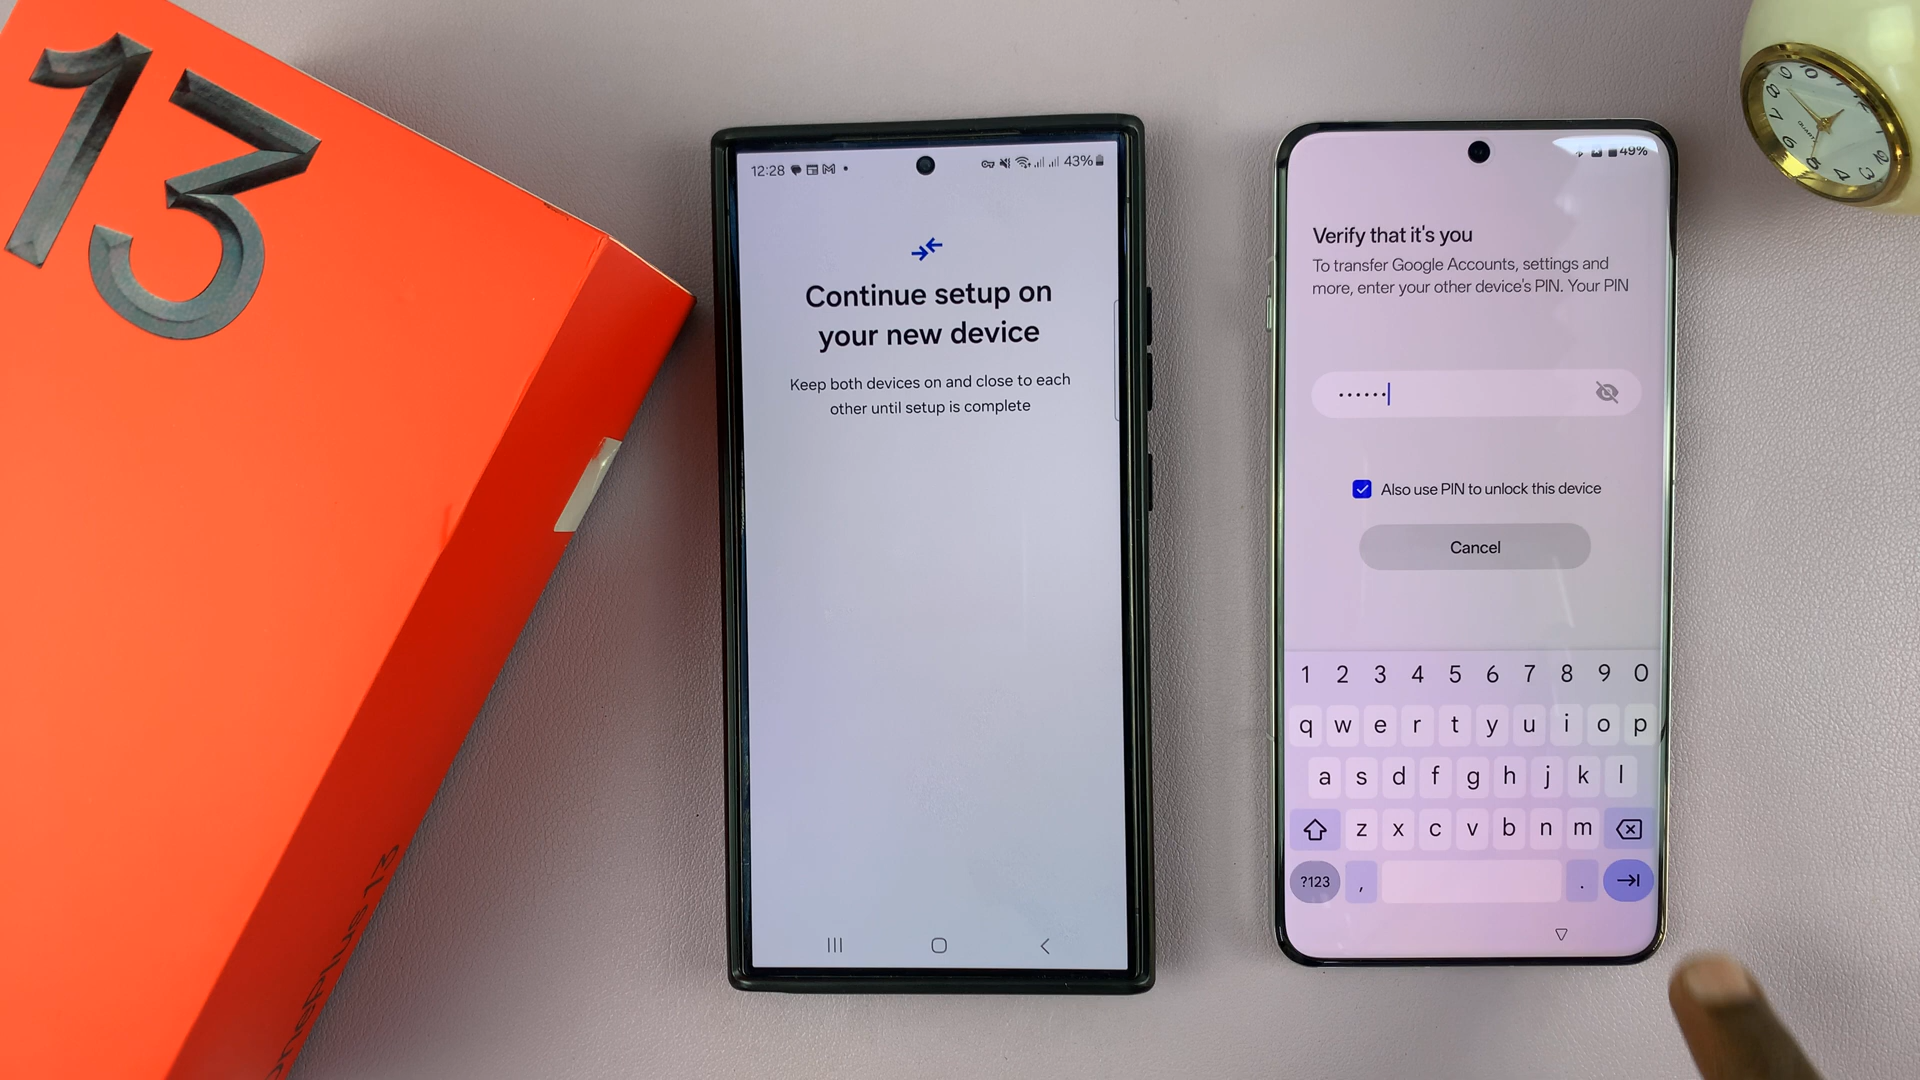 13
oneplus 13
12:28
43%
Continue setup on
your new device
Keep both devices on and close to each
other until setup is complete
49%
Verify that it's you
To transfer Google Accounts, settings and
more, enter your other device's PIN. Your PIN
Also use PIN to unlock this device
Cancel
1 2 3 4 5 6 7 8 9 0
q w e r t y u i o p
a s d f g h j k l
z x c v b n m
?123 , .
QUARTZ